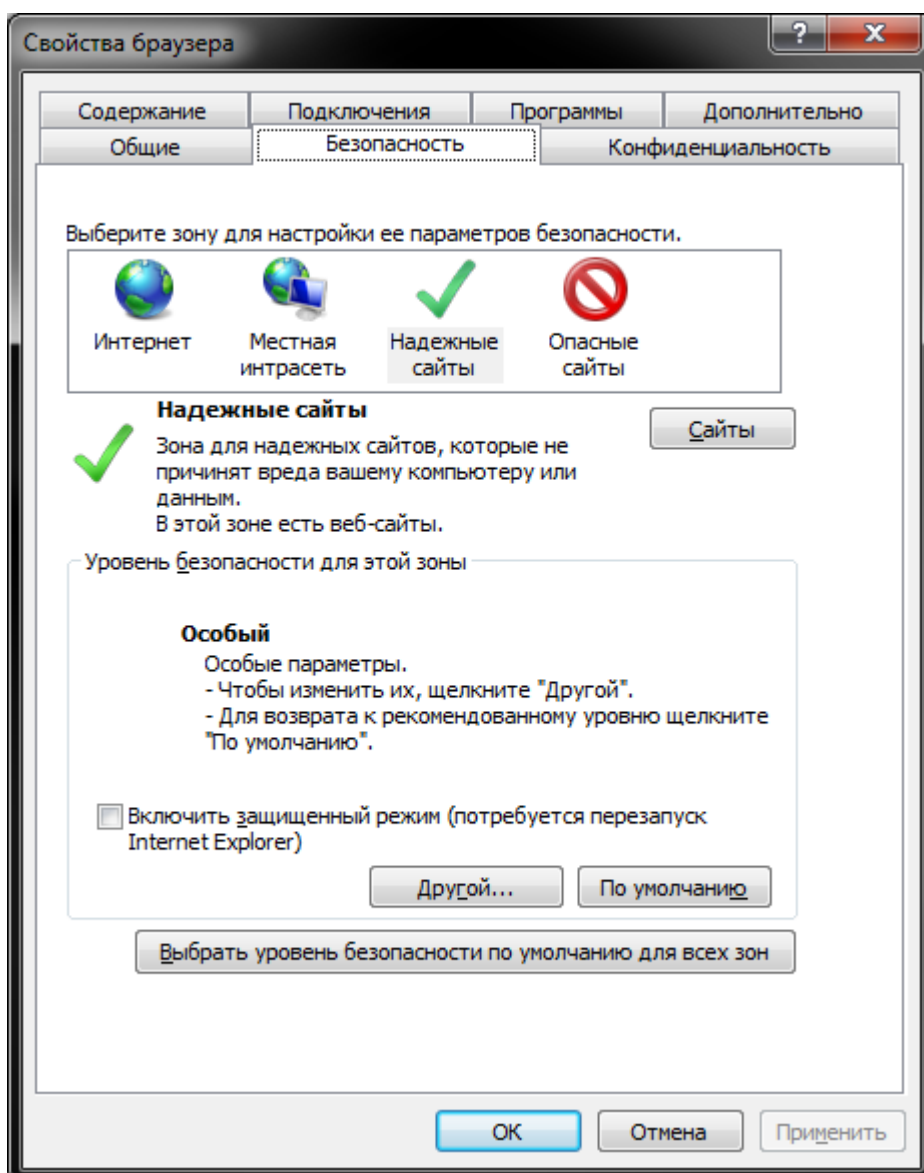 Свойства браузера
?
X
Содержание Подключения Программы Дополнительно
Общие Безопасность Конфиденциальность
Выберите зону для настройки ее параметров безопасности.
Интернет Местная Надежные Опасные
интрасеть сайты сайты
Надежные сайты
Сайты
Зона для надежных сайтов, которые не
причинят вреда вашему компьютеру или
данным.
В этой зоне есть веб-сайты.
Уровень безопасности для этой зоны
Особый
Особые параметры.
- Чтобы изменить их, щелкните "Другой".
- Для возврата к рекомендованному уровню щелкните
"По умолчанию".
Включить защищенный режим (потребуется перезапуск
Internet Explorer)
Другой... По умолчанию
Выбрать уровень безопасности по умолчанию для всех зон
ОК Отмена Применить